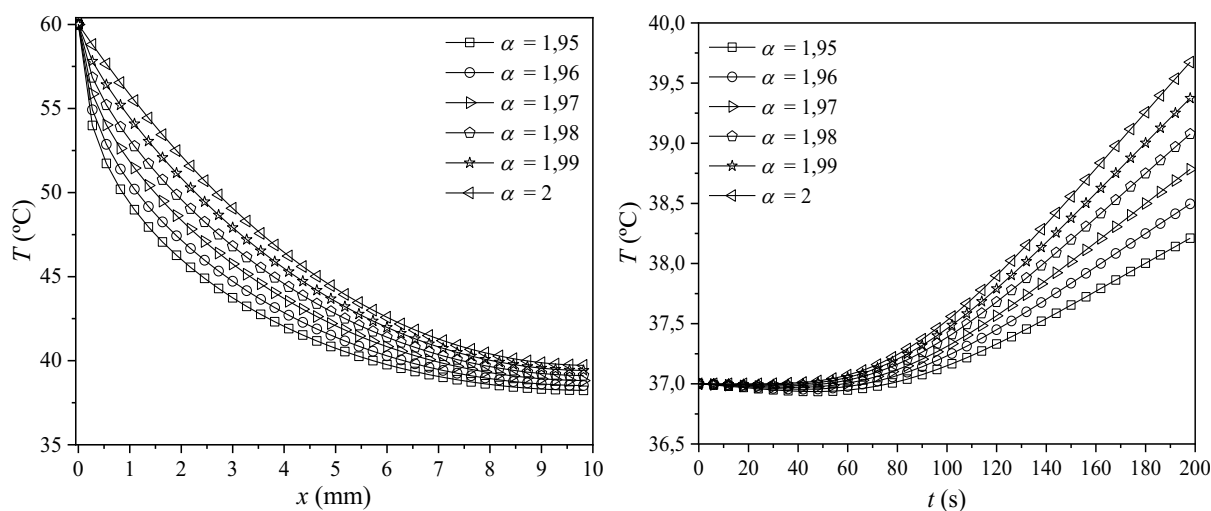 60
55
50
45
40
35
T (ºC)
0 1 2 3 4 5 6 7 8 9 10
x (mm)
α = 1,95
α = 1,96
α = 1,97
α = 1,98
α = 1,99
α = 2
40,0
39,5
39,0
38,5
38,0
37,5
37,0
36,5
T (ºC)
0 20 40 60 80 100 120 140 160 180 200
t (s)
α = 1,95
α = 1,96
α = 1,97
α = 1,98
α = 1,99
α = 2